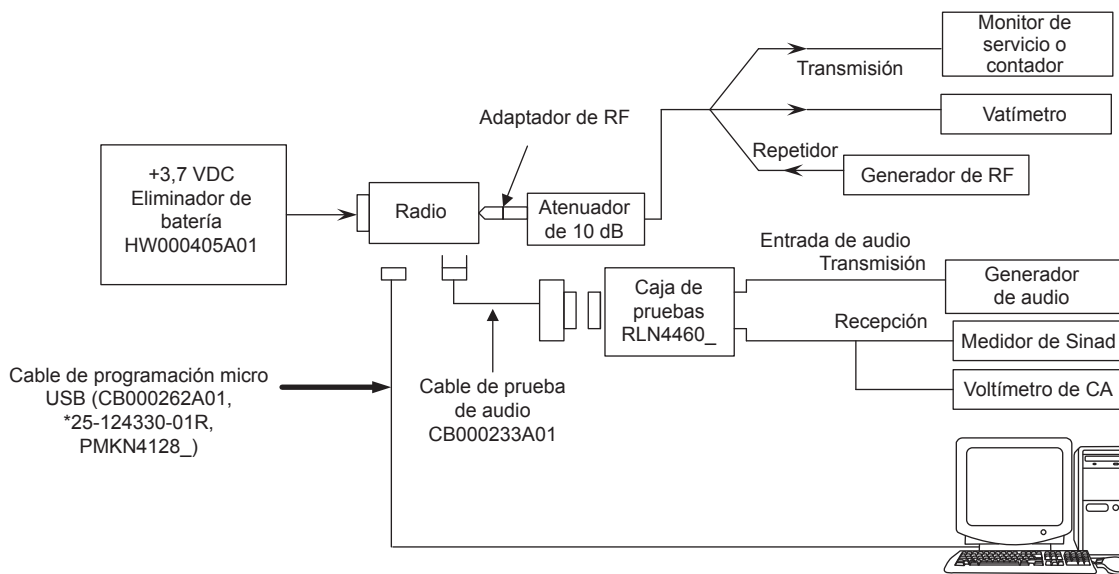 Monitor de
servicio o
contador
Transmisión
Adaptador de RF
Vatímetro
Repetidor
Generador de RF
+3,7 VDC
Eliminador de
batería
HW000405A01
Radio
Atenuador
de 10 dB
Entrada de audio
Transmisión
Generador
de audio
Caja de
pruebas
RLN4460_
Recepción
Medidor de Sinad
Voltímetro de CA
Cable de programación micro
USB (CB000262A01,
*25-124330-01R,
PMKN4128_)
Cable de prueba
de audio
CB000233A01